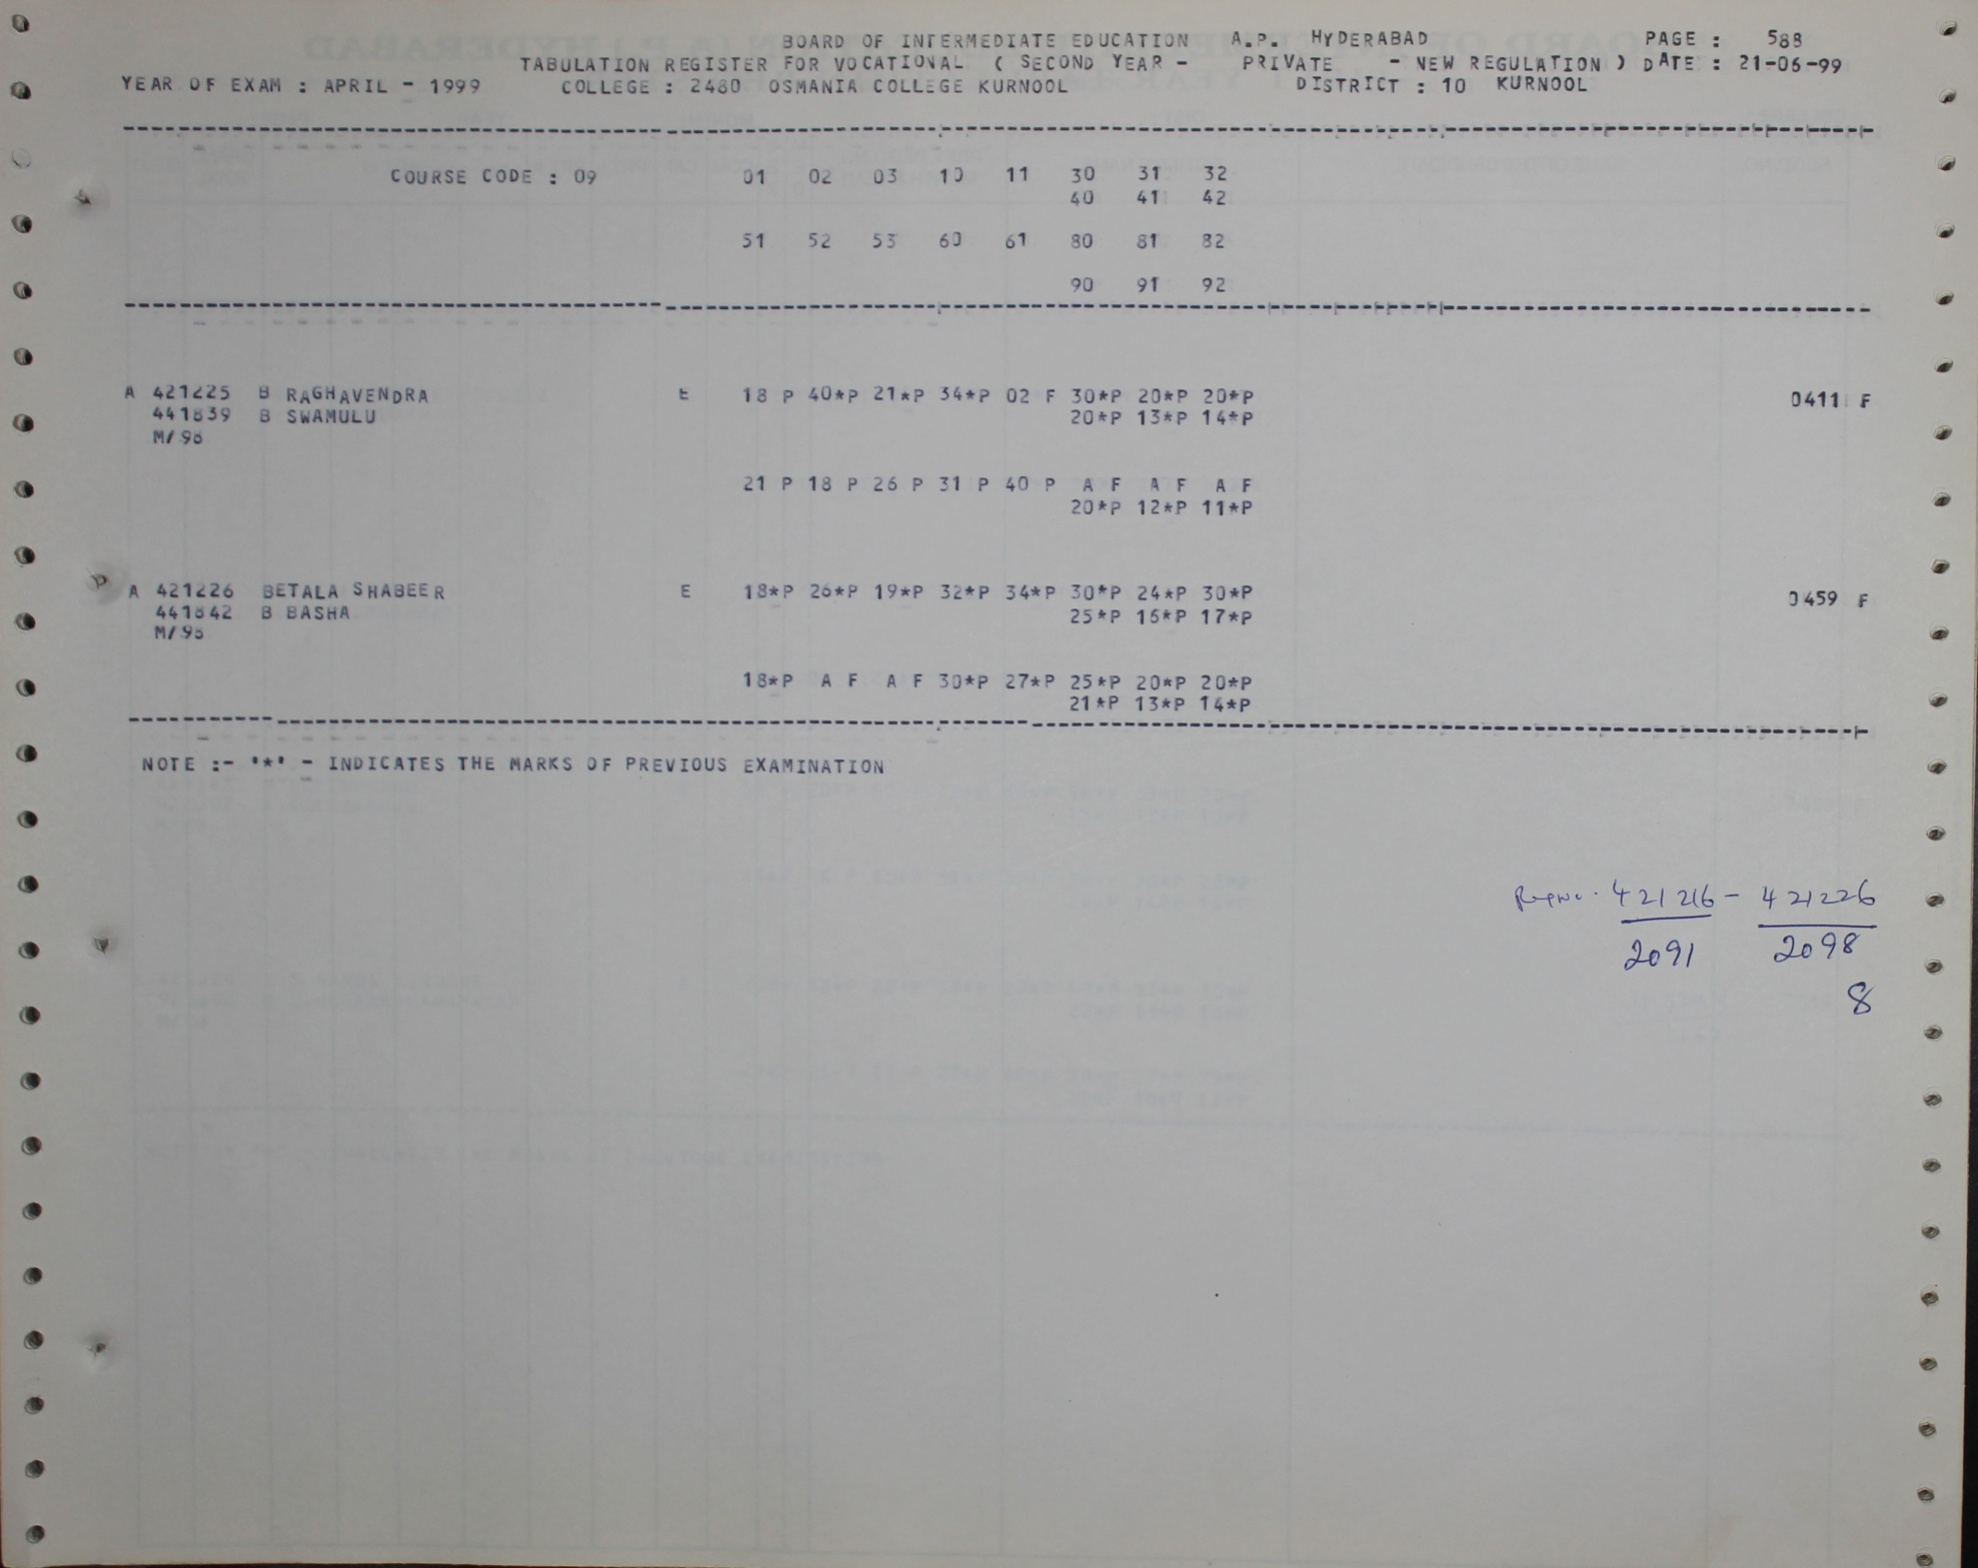 BOARD OF INTERMEDIATE EDUCATION A.P. HYDERABAD PAGE : 588
TABULATION REGISTER FOR VOCATIONAL ( SECOND YEAR - PRIVATE - NEW REGULATION ) DATE : 21-06-99
YEAR OF EXAM : APRIL - 1999 COLLEGE : 2480 OSMANIA COLLEGE KURNOOL DISTRICT : 10 KURNOOL
COURSE CODE : 09 01 02 03 10 11 30 31 32
40 41 42
51 52 53 60 61 80 81 82
90 91 92
A 421225 B RAGHAVENDRA E 18 P 40*P 21*P 34*P 02 F 30*P 20*P 20*P 0411 F
441839 B SWAMULU 20*P 13*P 14*P
M/98
21 P 18 P 26 P 31 P 40 P A F A F A F
20*P 12*P 11*P
A 421226 BETALA SHABEER E 18*P 26*P 19*P 32*P 34*P 30*P 24*P 30*P 0459 F
441842 B BASHA 25*P 16*P 17*P
M/98
18*P A F A F 30*P 27*P 25*P 20*P 20*P
21*P 13*P 14*P
NOTE :- '*' - INDICATES THE MARKS OF PREVIOUS EXAMINATION
421216 - 421226
2091 2098
8